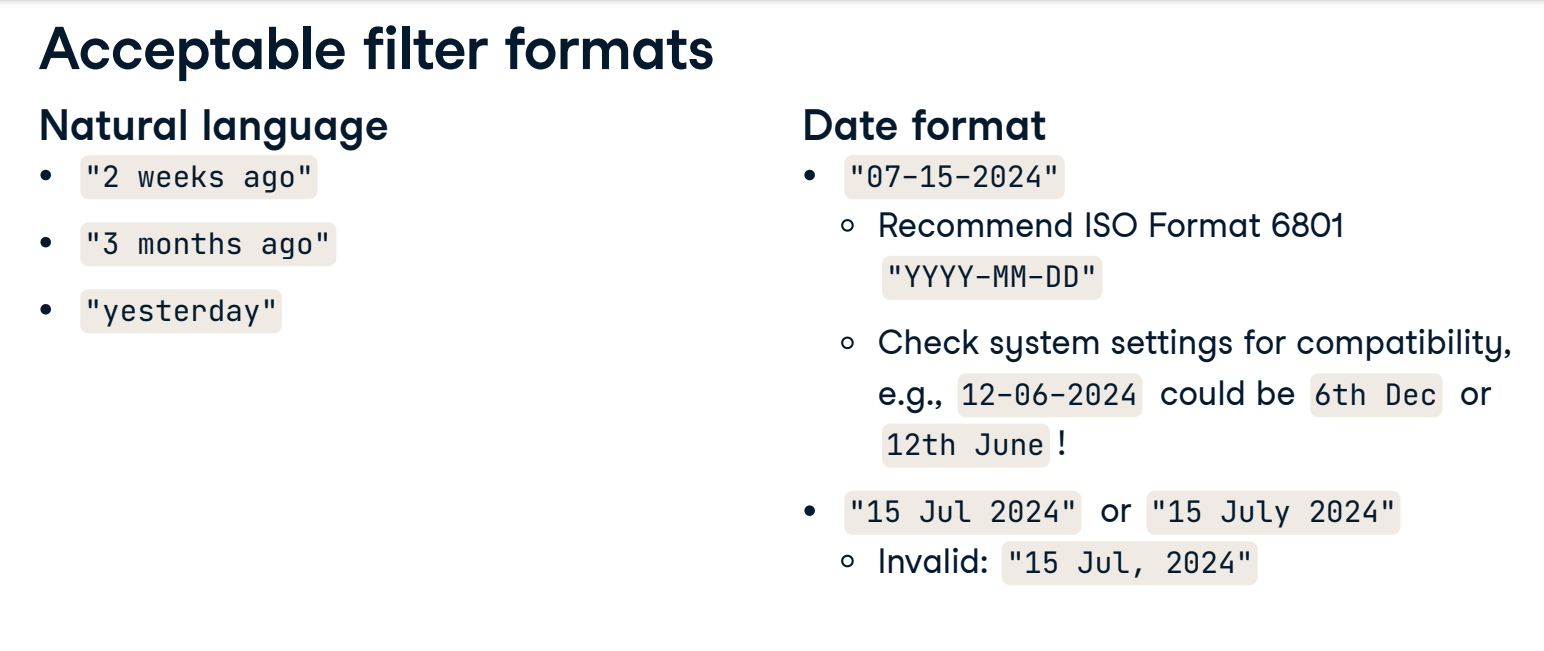 Acceptable filter formats
Natural language
• "2 weeks ago"
• "3 months ago"
• "yesterday"
Date format
• "07-15-2024"
◦ Recommend ISO Format 6801
"YYYY-MM-DD"
◦ Check system settings for compatibility,
e.g., 12-06-2024 could be 6th Dec or
12th June !
• "15 Jul 2024" or "15 July 2024"
◦ Invalid: "15 Jul, 2024"